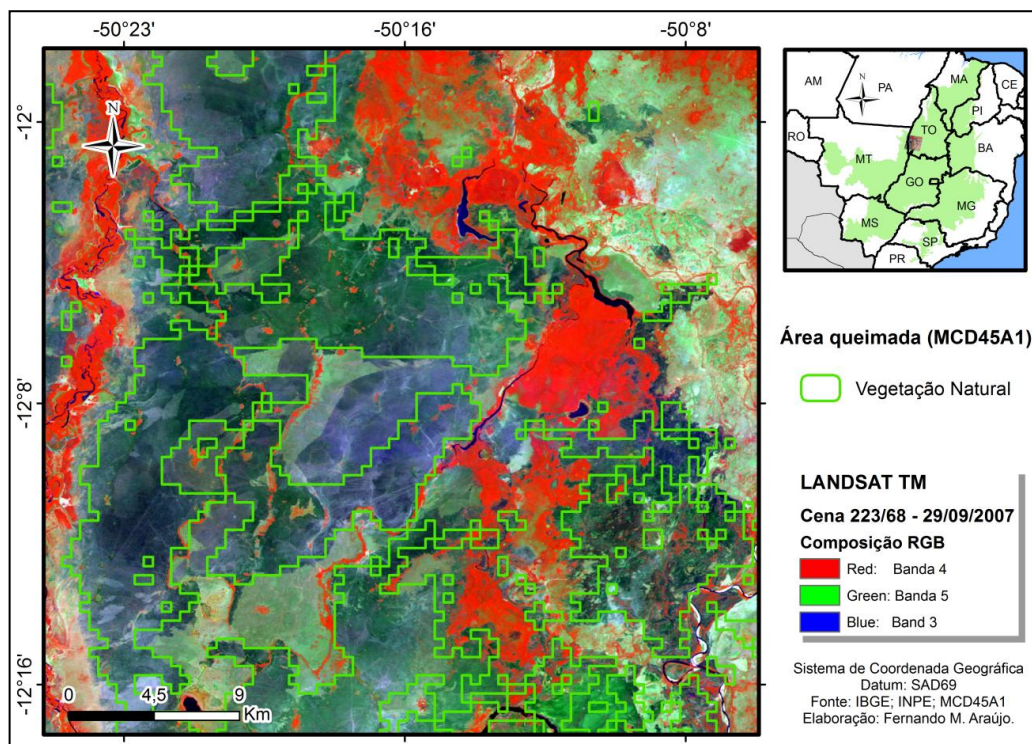 -50°23'
-50°16'
-50°8'
-12°
-12°8'
-12°16'
N
0 4,5 9
Km
N
AM
PA
MA
CE
PI
RO
TO
BA
MT
GO
MG
MS
SP
PR
Área queimada (MCD45A1)
Vegetação Natural
LANDSAT TM
Cena 223/68 - 29/09/2007
Composição RGB
Red: Banda 4
Green: Banda 5
Blue: Band 3
Sistema de Coordenada Geográfica
Datum: SAD69
Fonte: IBGE; INPE; MCD45A1
Elaboração: Fernando M. Araújo.